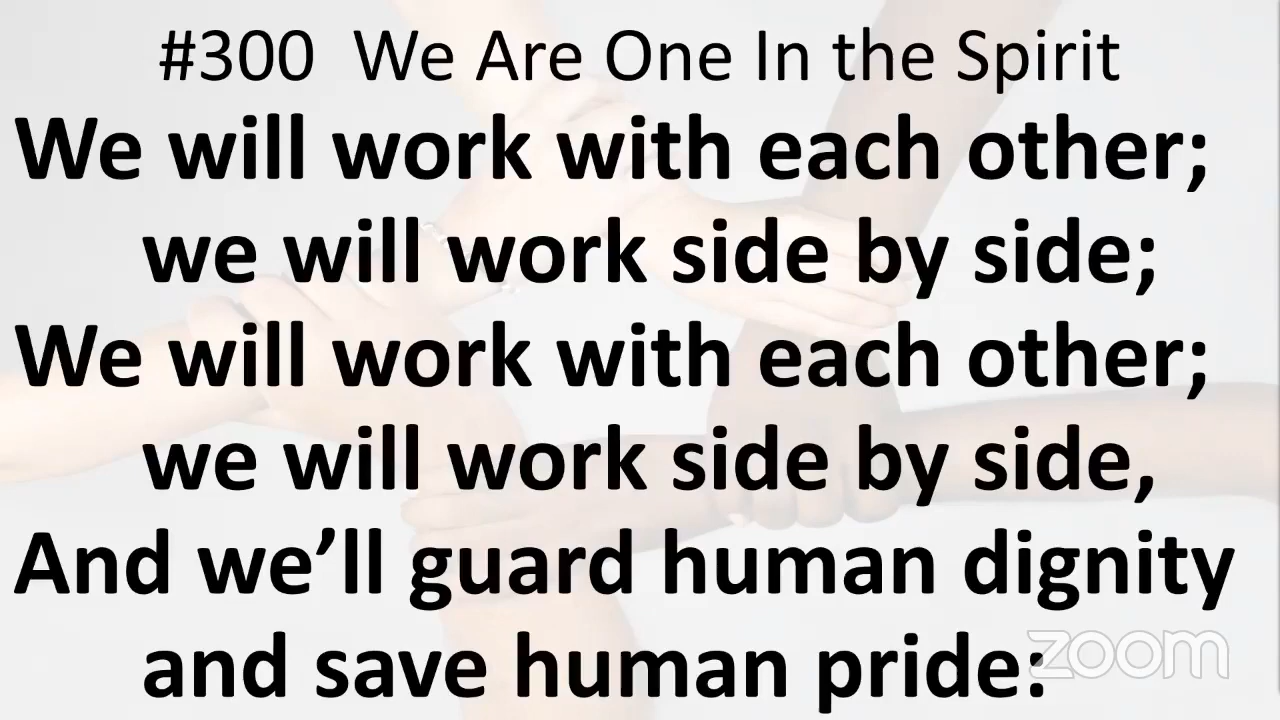 #300 We Are One In the Spirit
We will work with each other;
we will work side by side;
We will work with each other;
we will work side by side,
And we’ll guard human dignity
and save human pride:
zoom